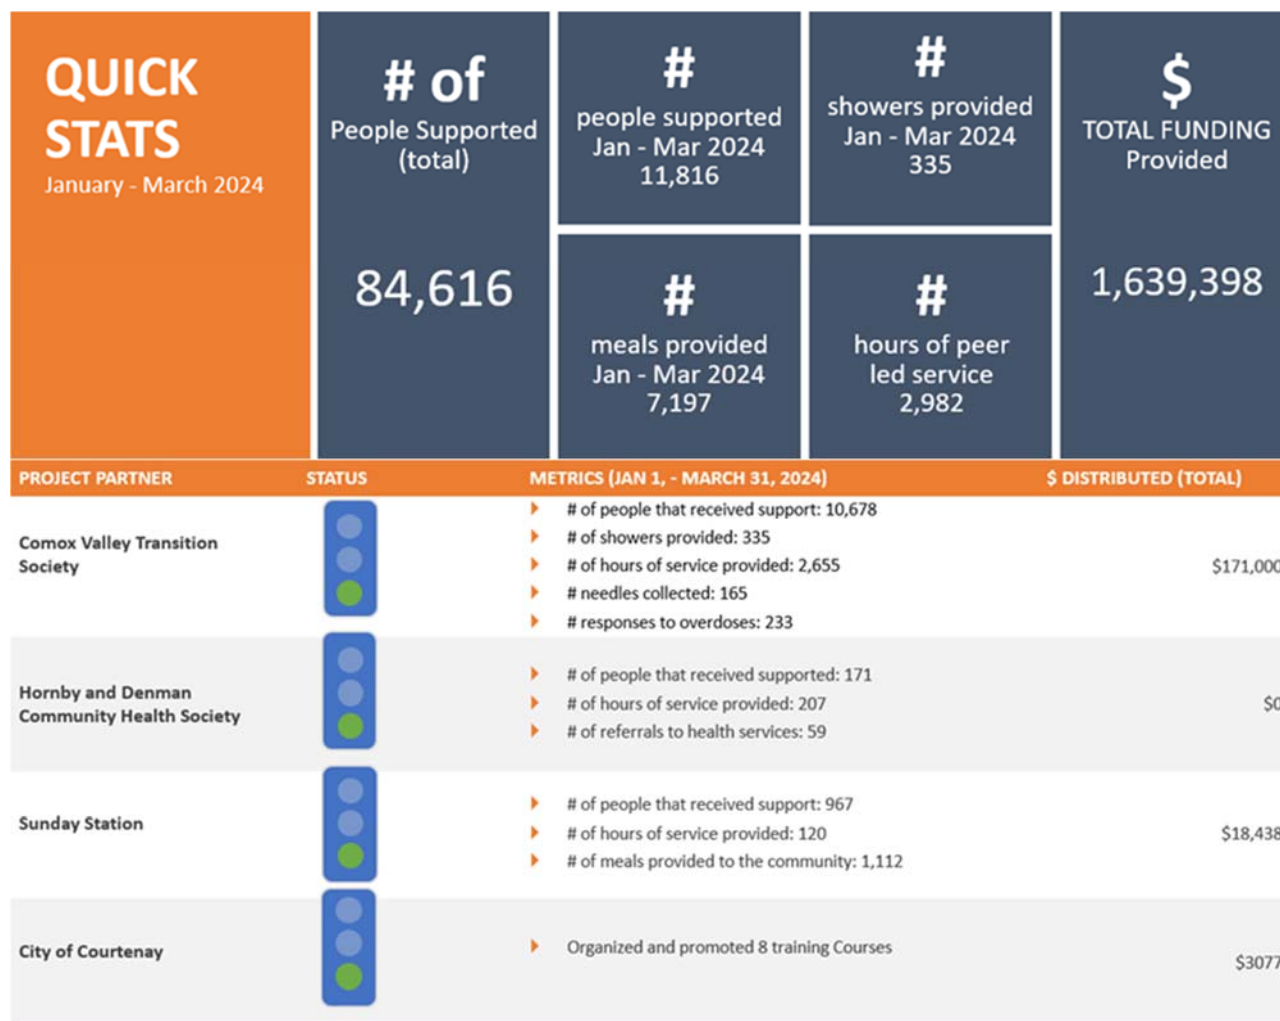 QUICK
STATS
January - March 2024
# of
People Supported
(total)
84,616
#
people supported
Jan - Mar 2024
11,816
#
showers provided
Jan - Mar 2024
335
#
meals provided
Jan - Mar 2024
7,197
#
hours of peer
led service
2,982
$
TOTAL FUNDING
Provided
1,639,398
PROJECT PARTNER STATUS METRICS (JAN 1, - MARCH 31, 2024) $ DISTRIBUTED (TOTAL)
Comox Valley Transition
Society
# of people that received support: 10,678
# of showers provided: 335
# of hours of service provided: 2,655
# needles collected: 165
# responses to overdoses: 233
$171,000
Hornby and Denman
Community Health Society
# of people that received supported: 171
# of hours of service provided: 207
# of referrals to health services: 59
$0
Sunday Station
# of people that received support: 967
# of hours of service provided: 120
# of meals provided to the community: 1,112
$18,438
City of Courtenay
Organized and promoted 8 training Courses
$3077